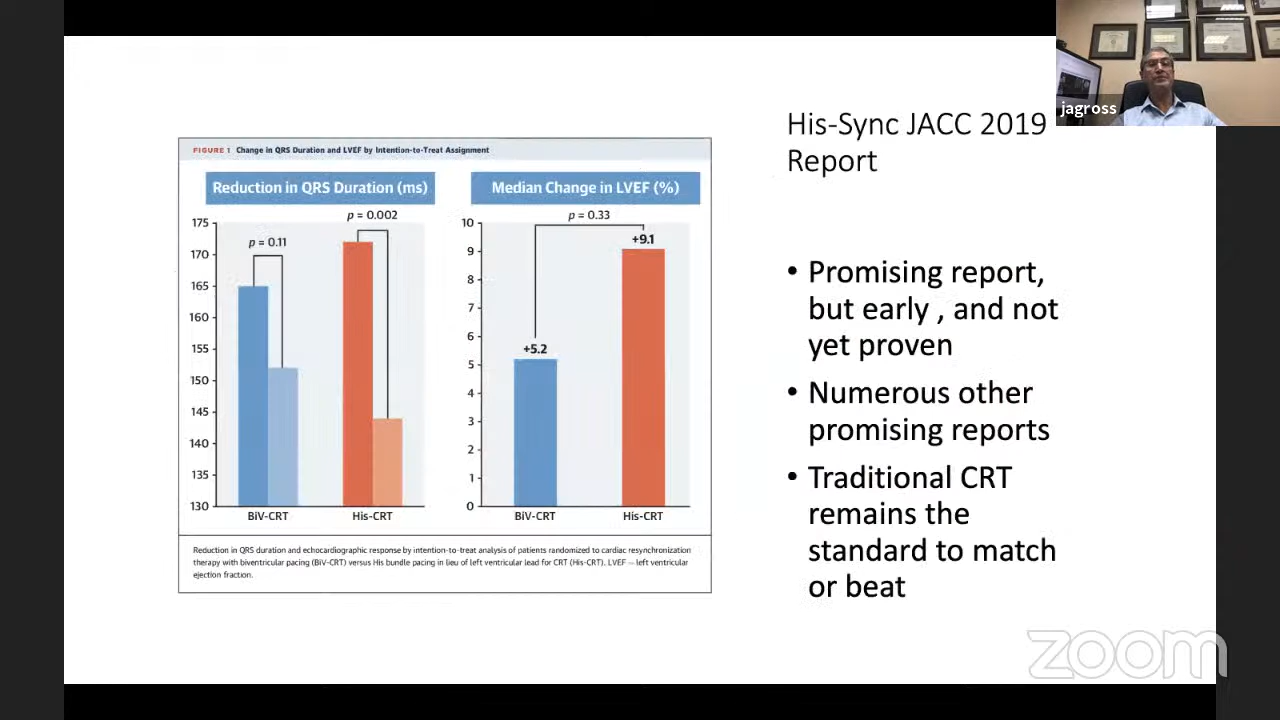 jagross
His-Sync JACC 2019
Report
FIGURE 1 Change in QRS Duration and LVEF by Intention-to-Treat Assignment
Reduction in QRS Duration (ms)
Median Change in LVEF (%)
p = 0.11
p = 0.002
175
170
165
160
155
150
145
140
135
130
BiV-CRT
His-CRT
p = 0.33
+5.2
+9.1
10
9
8
7
6
5
4
3
2
1
0
BiV-CRT
His-CRT
Reduction in QRS duration and echocardiographic response by intention-to-treat analysis of patients randomized to cardiac resynchronization
therapy with biventricular pacing (BiV-CRT) versus His bundle pacing in lieu of left ventricular lead for CRT (His-CRT). LVEF = left ventricular
ejection fraction.
• Promising report,
but early , and not
yet proven
• Numerous other
promising reports
• Traditional CRT
remains the
standard to match
or beat
zoom